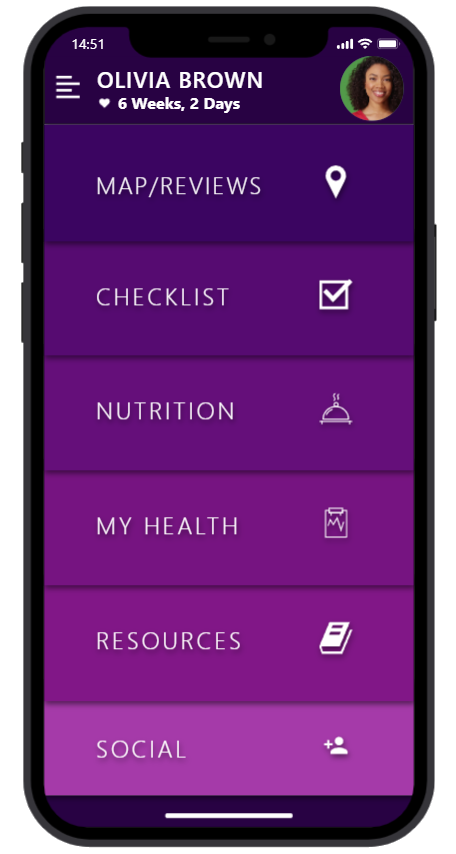 14:51
OLIVIA BROWN
6 Weeks, 2 Days
MAP/REVIEWS
CHECKLIST
NUTRITION
MY HEALTH
RESOURCES
SOCIAL